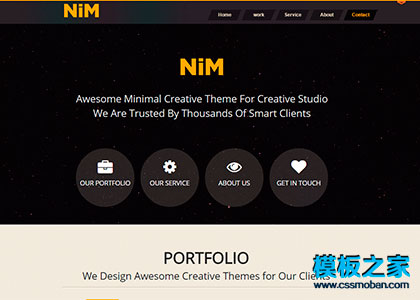 NiM
Home work Service About Contact
NiM
Awesome Minimal Creative Theme For Creative Studio
We Are Trusted By Thousands Of Smart Clients
OUR PORTFOLIO
OUR SERVICE
ABOUT US
GET IN TOUCH
PORTFOLIO
We Design Awesome Creative Themes for Our Clients
模板之家
www.cssmoban.com